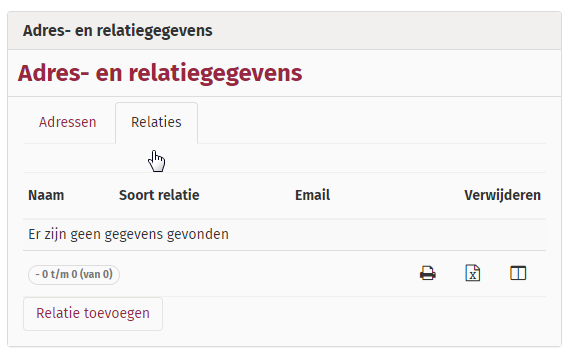 Adres- en relatiegegevens
Adres- en relatiegegevens
Adressen Relaties
Naam Soort relatie Email Verwijderen
Er zijn geen gegevens gevonden
- 0 t/m 0 (van 0)
Relatie toevoegen